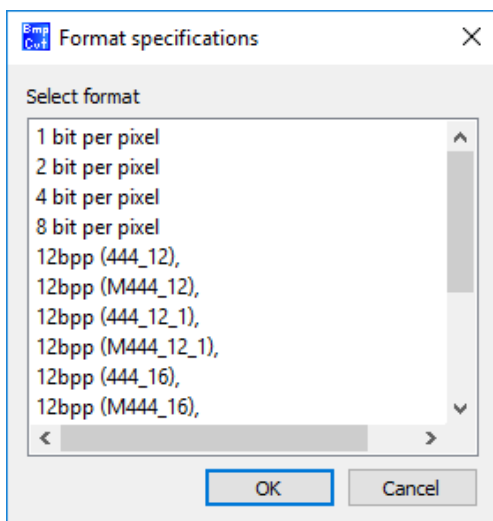 Bmp
Cvt
Format specifications
Select format
1 bit per pixel
2 bit per pixel
4 bit per pixel
8 bit per pixel
12bpp (444_12),
12bpp (M444_12),
12bpp (444_12_1),
12bpp (M444_12_1),
12bpp (444_16),
12bpp (M444_16),
OK
Cancel